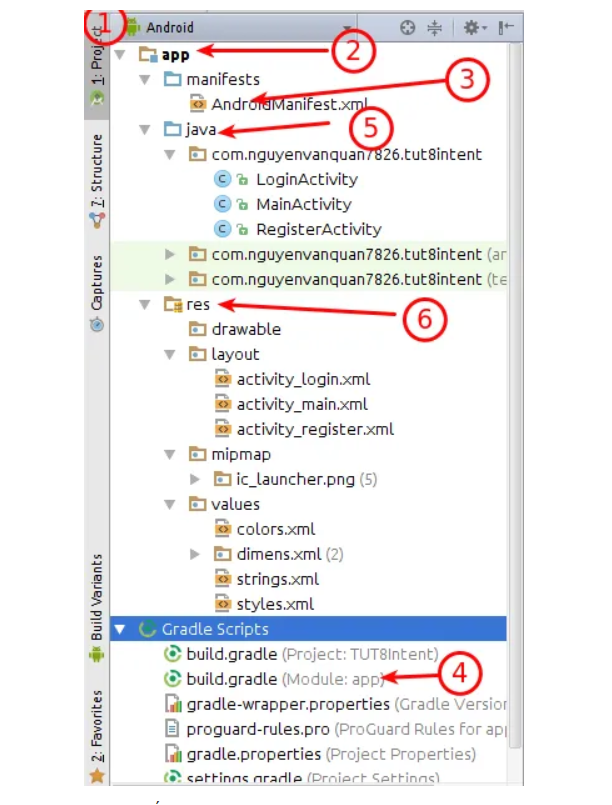 1
Android
1: Project
2
app
manifests
3
AndroidManifest.xml
5
java
Z: Structure
com.nguyenvanquan7826.tut8intent
LoginActivity
MainActivity
RegisterActivity
com.nguyenvanquan7826.tut8intent (ar
com.nguyenvanquan7826.tut8intent (te
Captures
res
6
drawable
layout
activity_login.xml
activity_main.xml
activity_register.xml
mipmap
ic_launcher.png (5)
values
colors.xml
dimens.xml (2)
strings.xml
styles.xml
Build Variants
Gradle Scripts
build.gradle (Project: TUT8Intent)
4
build.gradle (Module: app)
gradle-wrapper.properties (Gradle Version
proguard-rules.pro (ProGuard Rules for app
gradle.properties (Project Properties)
settings.gradle (Project Settings)
2: Favorites